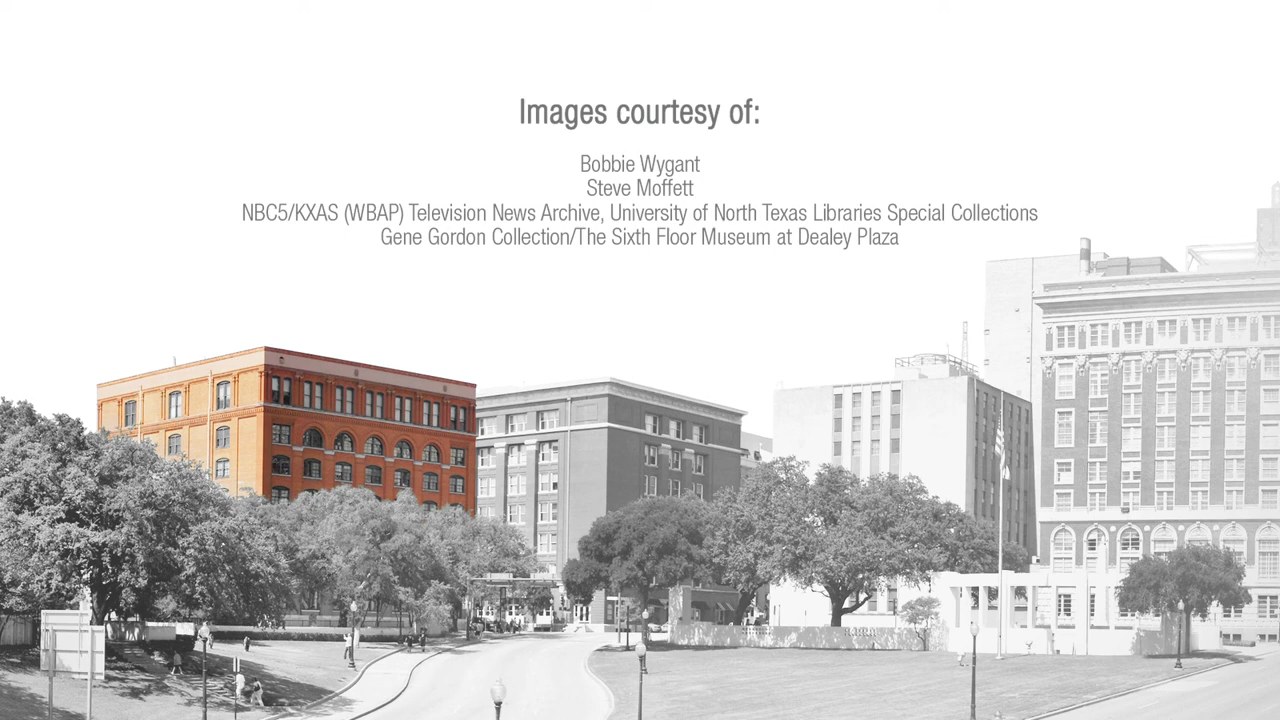 Images courtesy of:
Bobbie Wygant
Steve Moffett
NBC5/KXAS (WBAP) Television News Archive, University of North Texas Libraries Special Collections
Gene Gordon Collection/The Sixth Floor Museum at Dealey Plaza